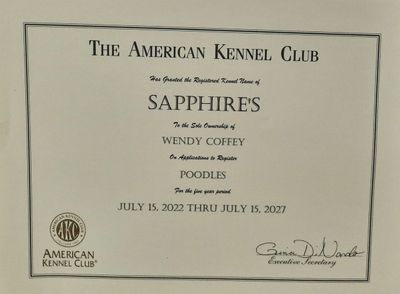 THE AMERICAN KENNEL CLUB
Has Granted the Registered Kennel Name of
SAPPHIRE'S
To the Sole Ownership of
WENDY COFFEY
On Applications to Register
POODLES
For the five year period
JULY 15, 2022 THRU JULY 15, 2027
AKC
AMERICAN
KENNEL CLUB®
Executive Secretary